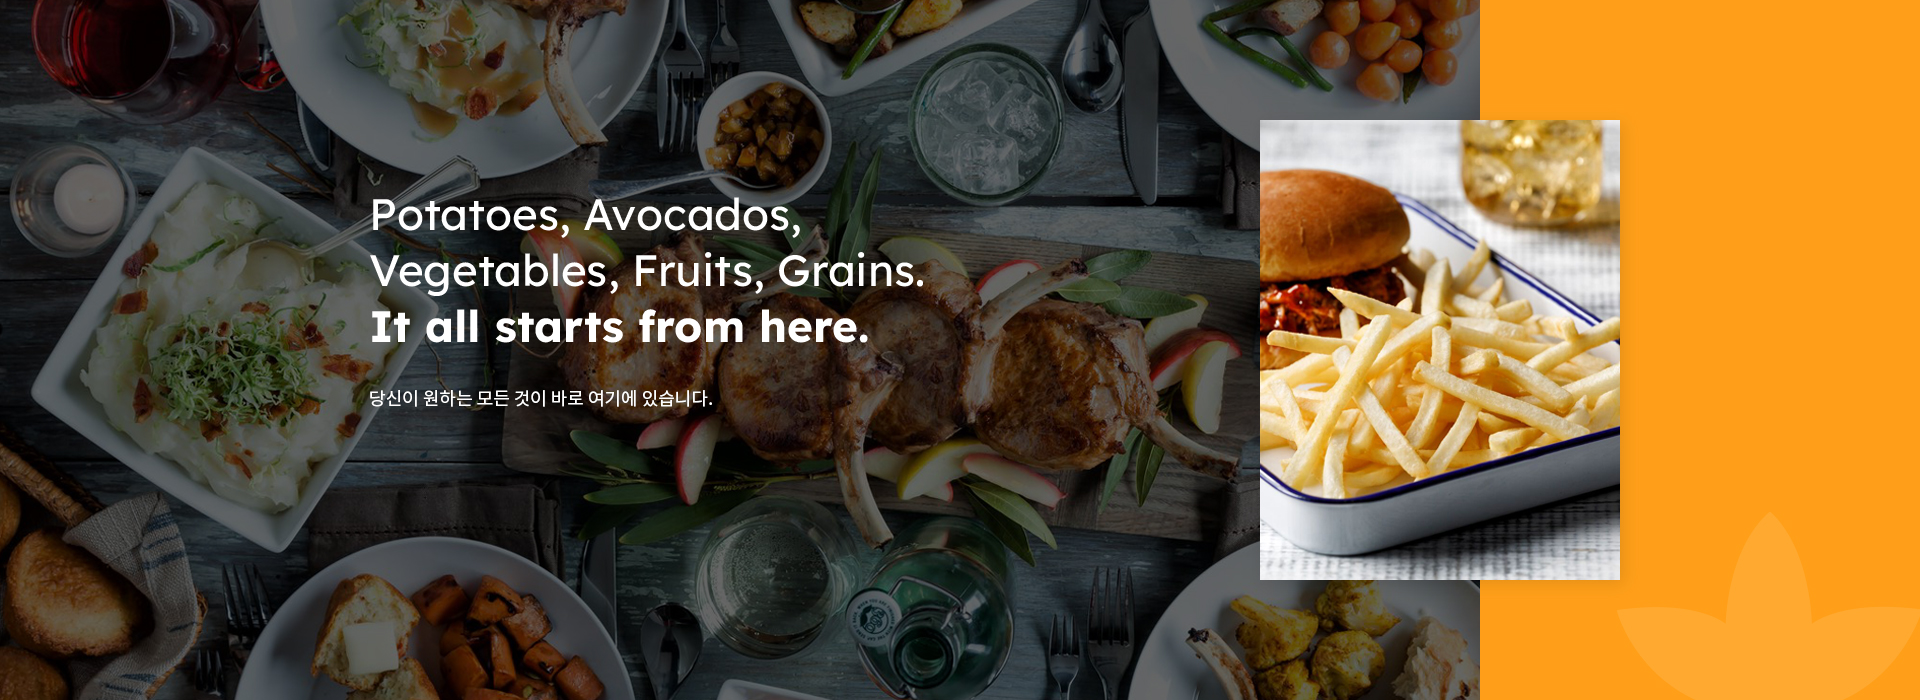 Potatoes, Avocados,
Vegetables, Fruits, Grains.
It all starts from here.
당신이 원하는 모든 것이 바로 여기에 있습니다.